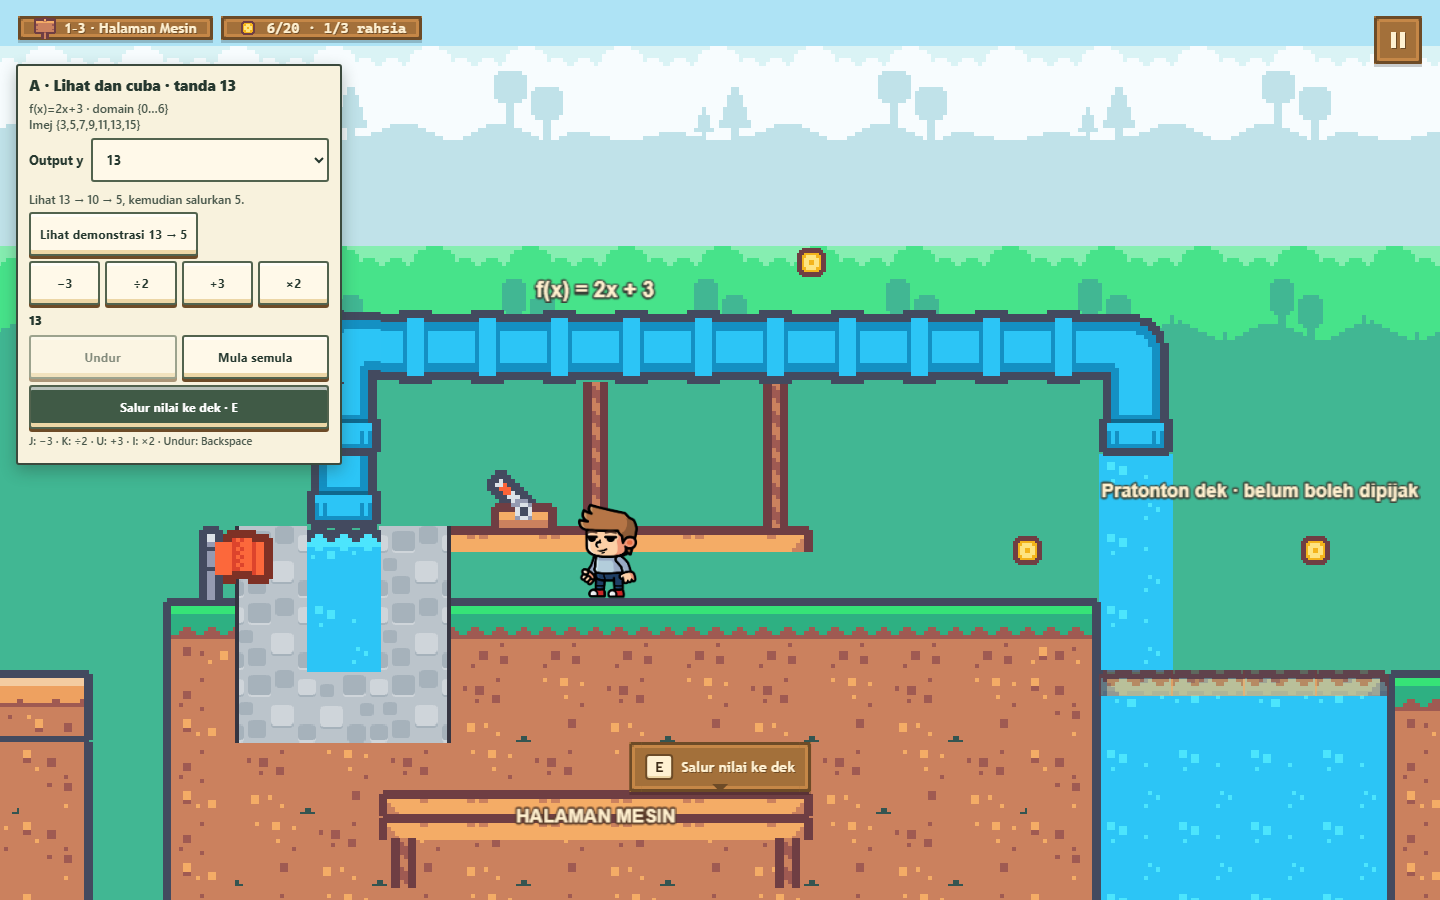 1-3 · Halaman Mesin
6/20 · 1/3 rahsia
A · Lihat dan cuba · tanda 13
f(x)=2x+3 · domain {0...6}
Imej {3,5,7,9,11,13,15}
Output y 13
Lihat 13 → 10 → 5, kemudian salurkan 5.
Lihat demonstrasi 13 → 5
−3 ÷2 +3 ×2
13
Undur Mula semula
Salur nilai ke dek · E
J: −3 · K: ÷2 · U: +3 · I: ×2 · Undur: Backspace
f(x) = 2x + 3
Pratonton dek · belum boleh dipijak
E Salur nilai ke dek
HALAMAN MESIN